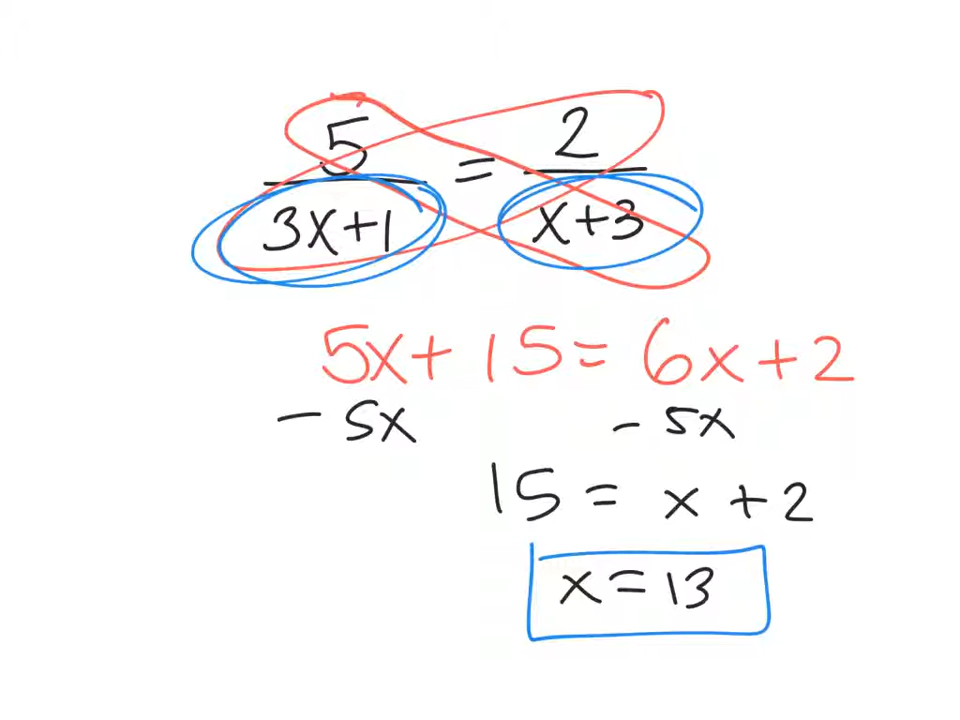 5 = 2
3x+1 x+3
5x+15=6x+2
-5x -5x
15=x+2
x=13